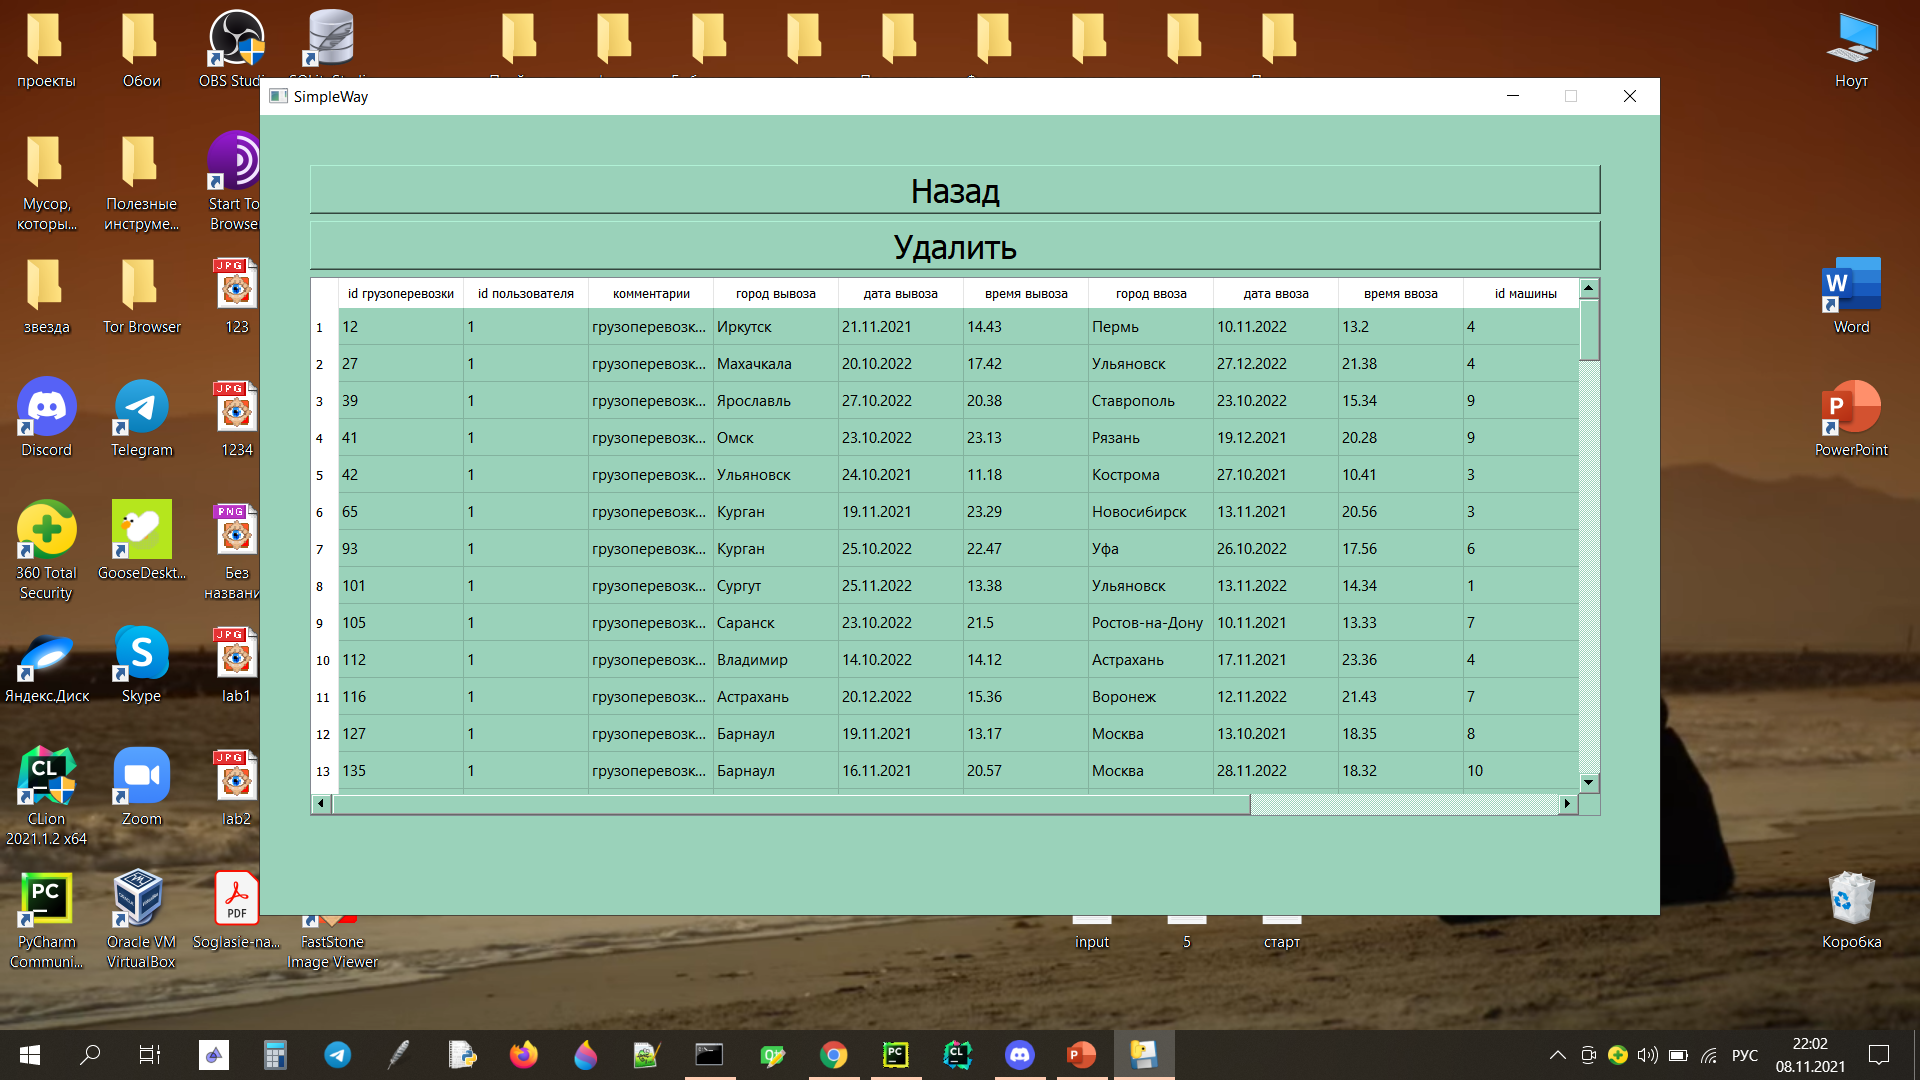 проекты
Обои
OBS Studi
Ноут
SimpleWay
Назад
Удалить
id грузоперевозки id пользователя комментарии город вывоза дата вывоза время вывоза город ввоза дата ввоза время ввоза id машины
1 12 1 грузоперевозк... Иркутск 21.11.2021 14.43 Пермь 10.11.2022 13.2 4
2 27 1 грузоперевозк... Махачкала 20.10.2022 17.42 Ульяновск 27.12.2022 21.38 4
3 39 1 грузоперевозк... Ярославль 27.10.2022 20.38 Ставрополь 23.10.2022 15.34 9
4 41 1 грузоперевозк... Омск 23.10.2022 23.13 Рязань 19.12.2021 20.28 9
5 42 1 грузоперевозк... Ульяновск 24.10.2021 11.18 Кострома 27.10.2021 10.41 3
6 65 1 грузоперевозк... Курган 19.11.2021 23.29 Новосибирск 13.11.2021 20.56 3
7 93 1 грузоперевозк... Курган 25.10.2022 22.47 Уфа 26.10.2022 17.56 6
8 101 1 грузоперевозк... Сургут 25.11.2022 13.38 Ульяновск 13.11.2022 14.34 1
9 105 1 грузоперевозк... Саранск 23.10.2022 21.5 Ростов-на-Дону 10.11.2021 13.33 7
10 112 1 грузоперевозк... Владимир 14.10.2022 14.12 Астрахань 17.11.2021 23.36 4
11 116 1 грузоперевозк... Астрахань 20.12.2022 15.36 Воронеж 12.11.2022 21.43 7
12 127 1 грузоперевозк... Барнаул 19.11.2021 13.17 Москва 13.10.2021 18.35 8
13 135 1 грузоперевозк... Барнаул 16.11.2021 20.57 Москва 28.11.2022 18.32 10
Мусор,
которы...
Полезные
инструме...
Start To
Browse
звезда
Tor Browser
JPG
123
Discord
Telegram
JPG
1234
360 Total
Security
GooseDeskt...
PNG
Без
названи
Яндекс.Диск
Skype
JPG
lab1
CLion
2021.1.2 x64
Zoom
JPG
lab2
PyCharm
Communi...
Oracle VM
VirtualBox
PDF
Soglasie-na...
FastStone
Image Viewer
input
5
старт
Word
PowerPoint
Коробка
РУС
22:02
08.11.2021